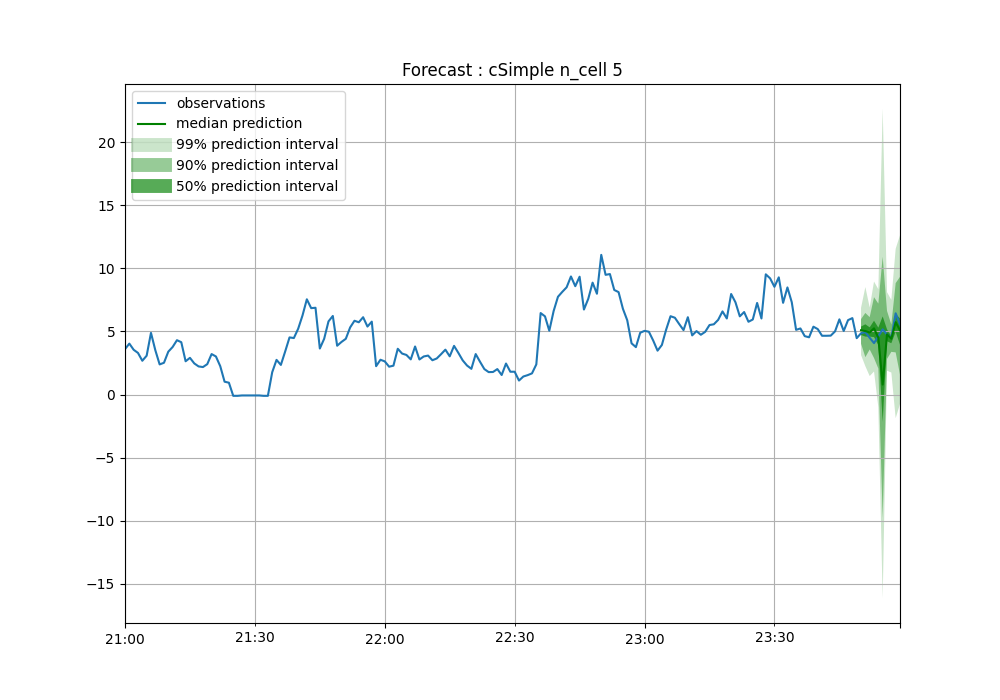 Forecast : cSimple n_cell 5
observations
median prediction
99% prediction interval
90% prediction interval
50% prediction interval
20
15
10
5
0
−5
−10
−15
21:00
21:30
22:00
22:30
23:00
23:30